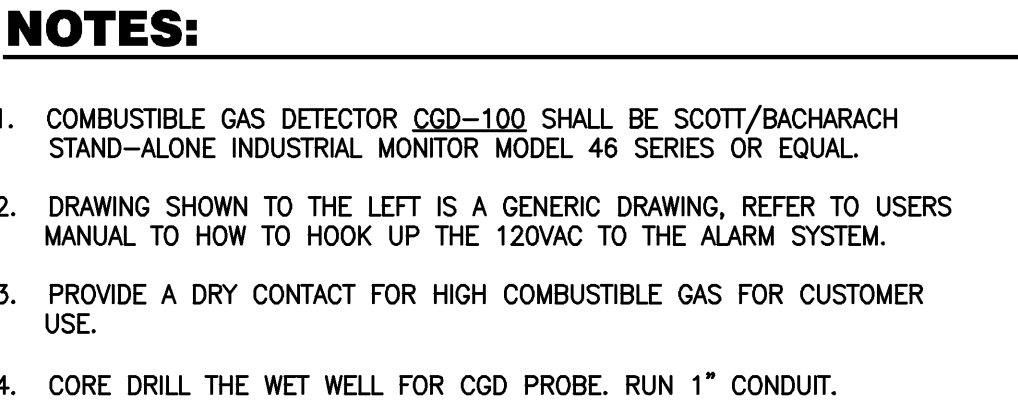 NOTES:
1. COMBUSTIBLE GAS DETECTOR CGD-100 SHALL BE SCOTT/BACHARACH
STAND-ALONE INDUSTRIAL MONITOR MODEL 46 SERIES OR EQUAL.
2. DRAWING SHOWN TO THE LEFT IS A GENERIC DRAWING, REFER TO USERS
MANUAL TO HOW TO HOOK UP THE 120VAC TO THE ALARM SYSTEM.
3. PROVIDE A DRY CONTACT FOR HIGH COMBUSTIBLE GAS FOR CUSTOMER
USE.
4. CORE DRILL THE WET WELL FOR CGD PROBE. RUN 1" CONDUIT.